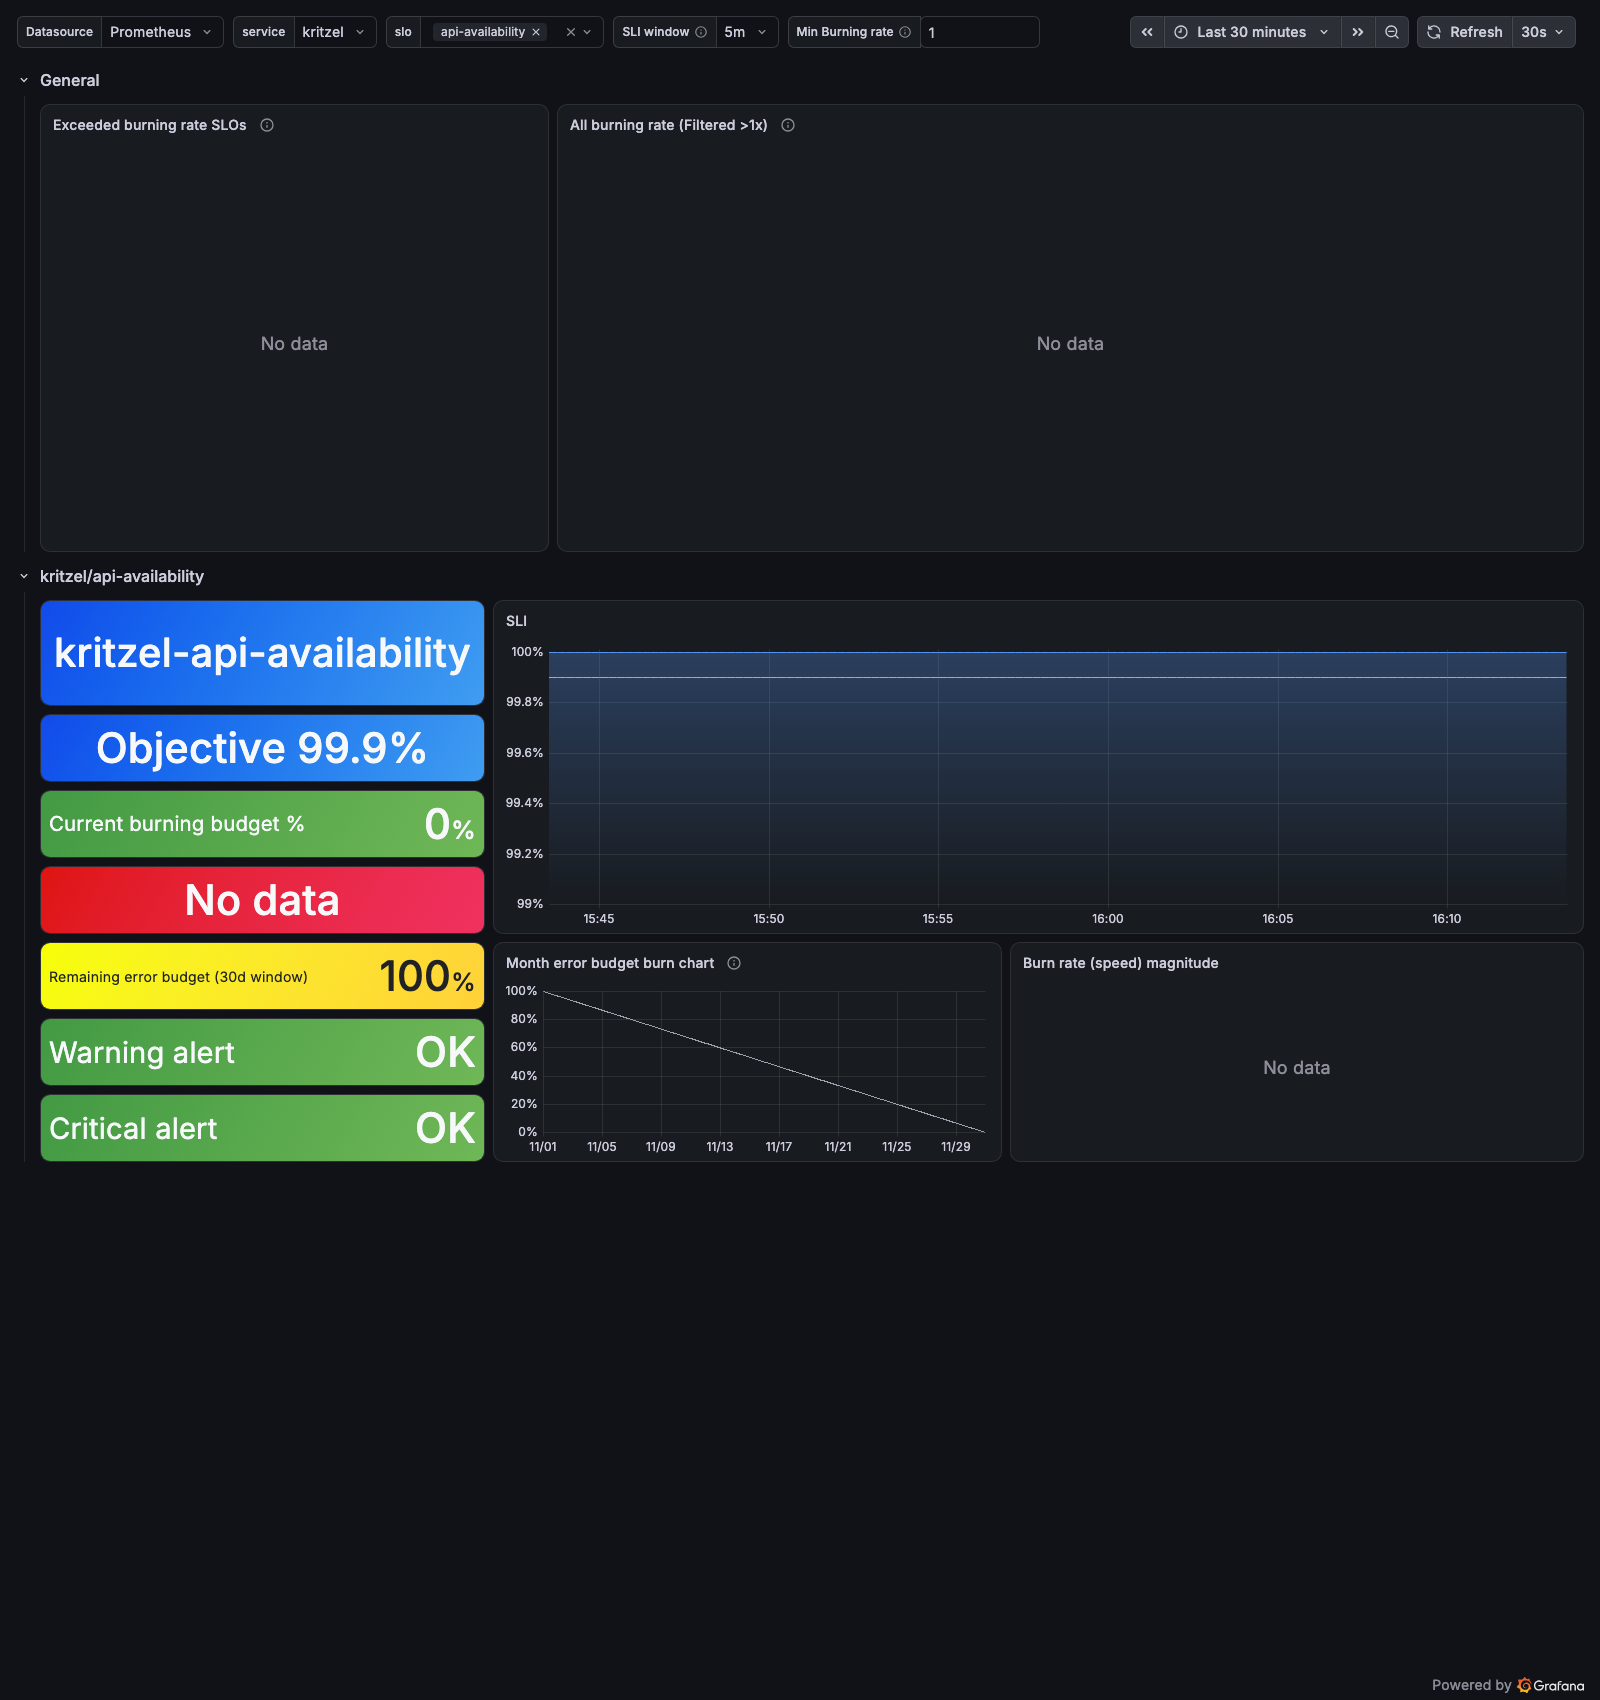 Datasource Prometheus service kritzel slo api-availability SLI window 5m Min Burning rate 1 Last 30 minutes Refresh 30s
General
Exceeded burning rate SLOs
All burning rate (Filtered >1x)
No data
No data
kritzel/api-availability
kritzel-api-availability
Objective 99.9%
Current burning budget % 0%
No data
Remaining error budget (30d window) 100%
Warning alert OK
Critical alert OK
SLI
100%
99.8%
99.6%
99.4%
99.2%
99%
15:45 15:50 15:55 16:00 16:05 16:10
Month error budget burn chart
100%
80%
60%
40%
20%
0%
11/01 11/05 11/09 11/13 11/17 11/21 11/25 11/29
Burn rate (speed) magnitude
No data
Powered by Grafana